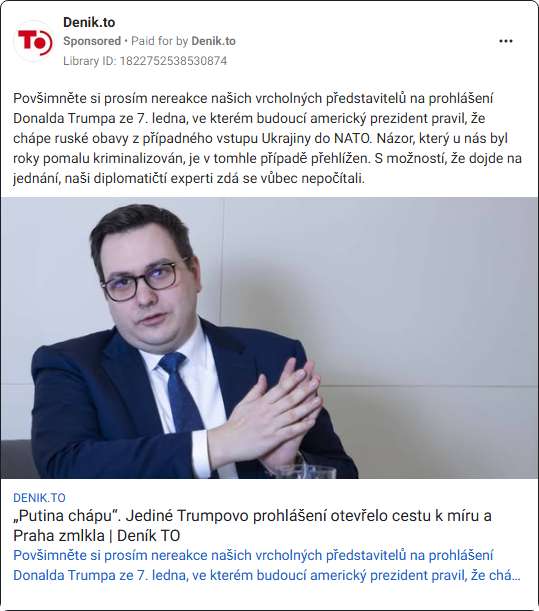 Denik.to
Sponsored • Paid for by Denik.to
Library ID: 1822752538530874
Povšimněte si prosím nereakce našich vrcholných představitelů na prohlášení
Donalda Trumpa ze 7. ledna, ve kterém budoucí americký prezident pravil, že
chápe ruské obavy z případného vstupu Ukrajiny do NATO. Názor, který u nás byl
roky pomalu kriminalizován, je v tomhle případě přehlížen. S možností, že dojde na
jednání, naši diplomatičtí experti zdá se vůbec nepočítali.
DENIK.TO
„Putina chápu“. Jediné Trumpovo prohlášení otevřelo cestu k míru a
Praha zmlkla | Deník TO
Povšimněte si prosím nereakce našich vrcholných představitelů na prohlášení
Donalda Trumpa ze 7. ledna, ve kterém budoucí americký prezident pravil, že chá...